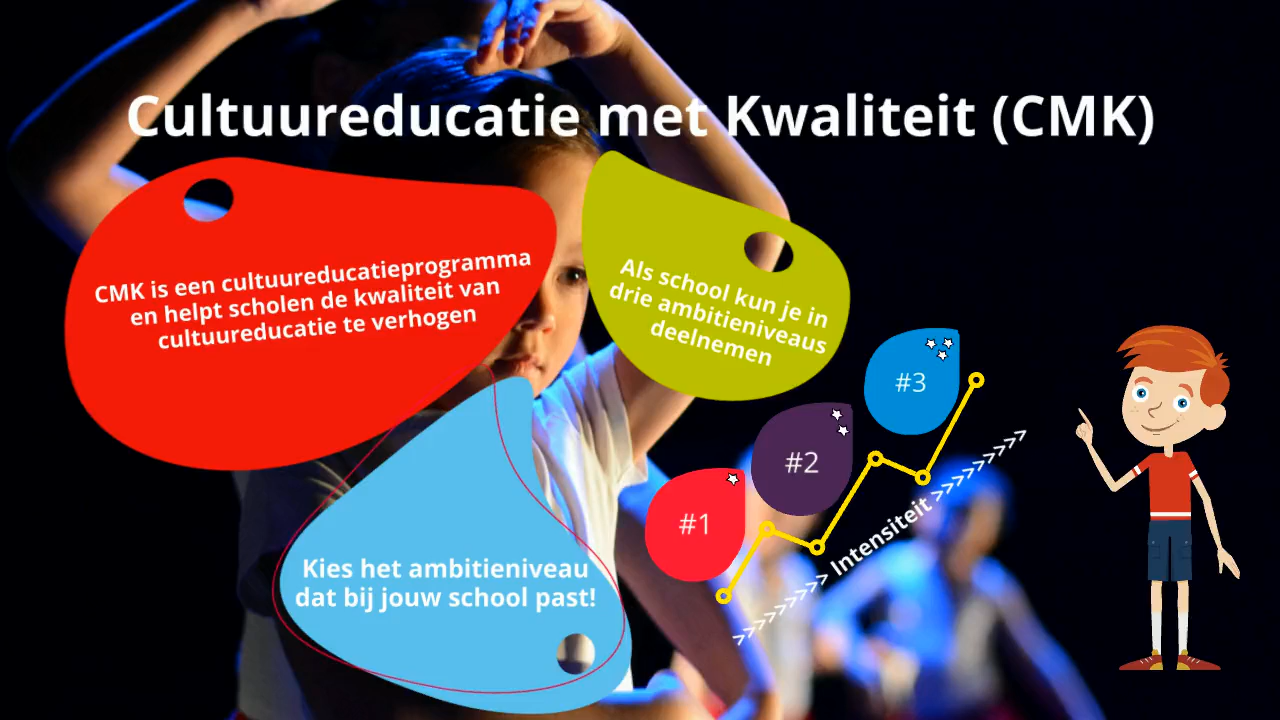 Cultuureducatie met Kwaliteit (CMK)
CMK is een cultuureducatieprogramma
en helpt scholen de kwaliteit van
cultuureducatie te verhogen
Als school kun je in
drie ambitieniveaus
deelnemen
Kies het ambitieniveau
dat bij jouw school past!
#1
#2
#3
>>>>>>>> Intensiteit >>>>>>>>